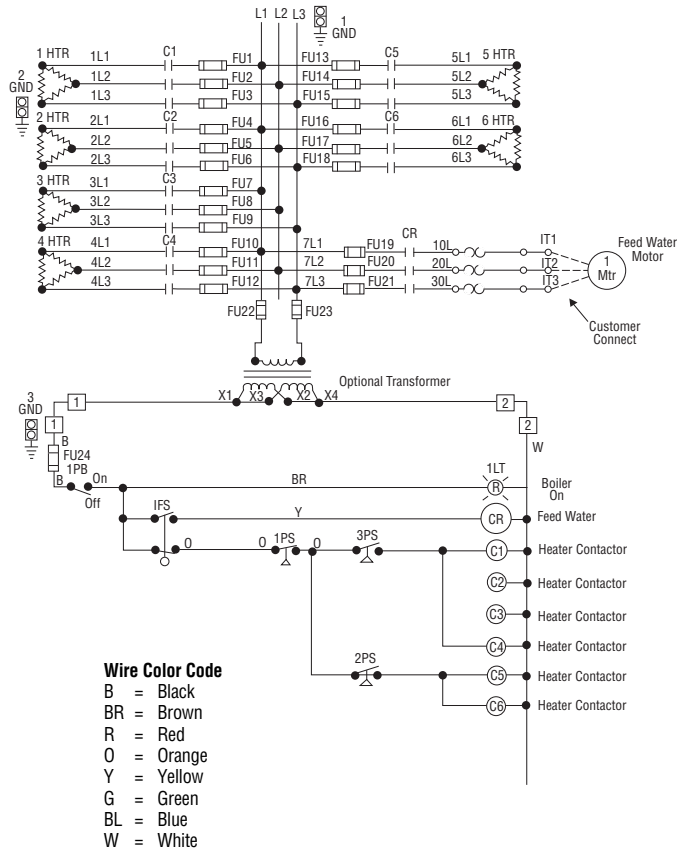 L1 L2 L3 1 GND
1 HTR 1L1 C1 FU1 FU13 C5 5L1 5 HTR
2 GND 1L2 FU2 FU14 5L2
1L3 FU3 FU15 5L3
2 HTR 2L1 C2 FU4 FU16 C6 6L1 6 HTR
2L2 FU5 FU17 6L2
2L3 FU6 FU18 6L3
3 HTR 3L1 C3 FU7
3L2 FU8
3L3 FU9
4 HTR 4L1 C4 FU10 7L1 FU19 CR 10L IT1
4L2 FU11 7L2 FU20 20L IT2
4L3 FU12 7L3 FU21 30L IT3
1 Mtr
Feed Water
Motor
FU22 FU23
Customer
Connect
Optional Transformer
X1 X3 X2 X4
3 GND 1 2
1 2
B W
FU24
1PB
B On
Off
BR 1LT R Boiler On
IFS Y CR Feed Water
O O 1PS O 3PS C1 Heater Contactor
C2 Heater Contactor
C3 Heater Contactor
C4 Heater Contactor
2PS C5 Heater Contactor
C6 Heater Contactor
Wire Color Code
B = Black
BR = Brown
R = Red
O = Orange
Y = Yellow
G = Green
BL = Blue
W = White